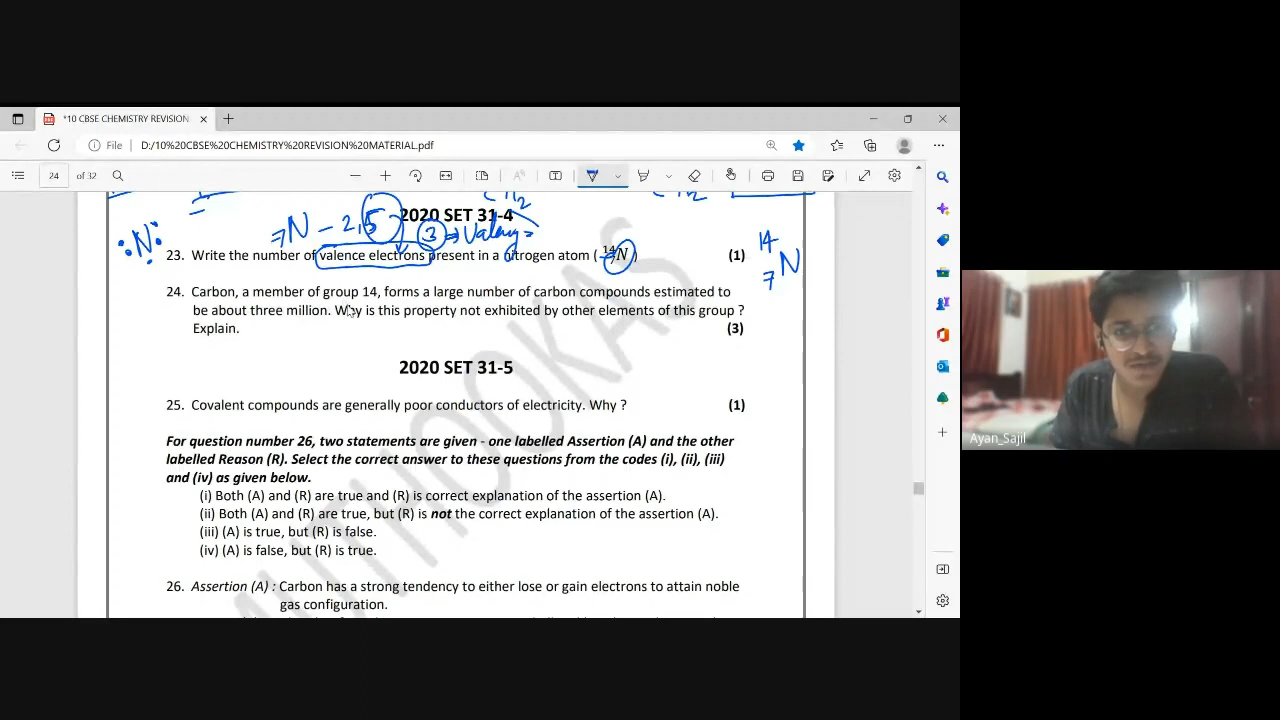 *10 CBSE CHEMISTRY REVISION
File D:/10%20CBSE%20CHEMISTRY%20REVISION%20MATERIAL.pdf
24 of 32
2020 SET 31-4
7N - 2,5
3 ⇒ Valency
N
23. Write the number of valence electrons present in a nitrogen atom ( N ) (1)
14
7 N
24. Carbon, a member of group 14, forms a large number of carbon compounds estimated to
be about three million. Why is this property not exhibited by other elements of this group ?
Explain. (3)
2020 SET 31-5
25. Covalent compounds are generally poor conductors of electricity. Why ? (1)
For question number 26, two statements are given - one labelled Assertion (A) and the other
labelled Reason (R). Select the correct answer to these questions from the codes (i), (ii), (iii)
and (iv) as given below.
(i) Both (A) and (R) are true and (R) is correct explanation of the assertion (A).
(ii) Both (A) and (R) are true, but (R) is not the correct explanation of the assertion (A).
(iii) (A) is true, but (R) is false.
(iv) (A) is false, but (R) is true.
26. Assertion (A) : Carbon has a strong tendency to either lose or gain electrons to attain noble
gas configuration.
Ayan_Sajil